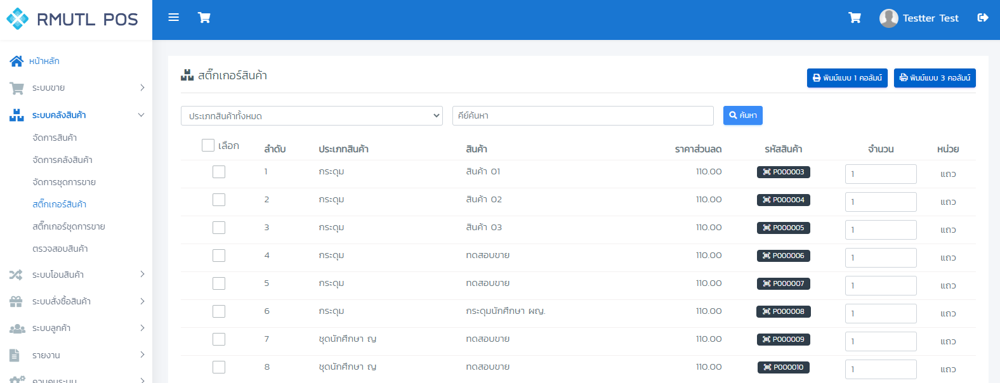 RMUTL POS
Testter Test
หน้าหลัก
ระบบขาย
ระบบคลังสินค้า
จัดการสินค้า
จัดการคลังสินค้า
จัดการชุดการขาย
สติ๊กเกอร์สินค้า
สติ๊กเกอร์ชุดการขาย
ตรวจสอบสินค้า
ระบบโอนสินค้า
ระบบสั่งซื้อสินค้า
ระบบลูกค้า
รายงาน
ควบคุมระบบ
สติ๊กเกอร์สินค้า
พิมพ์แบบ 1 คอลัมน์ พิมพ์แบบ 3 คอลัมน์
ประเภทสินค้าทั้งหมด คีย์ค้นหา ค้นหา
เลือก ลำดับ ประเภทสินค้า สินค้า ราคาส่วนลด รหัสสินค้า จำนวน หน่วย
1 กระดุม สินค้า 01 110.00 P000003 1 แถว
2 กระดุม สินค้า 02 110.00 P000004 1 แถว
3 กระดุม สินค้า 03 110.00 P000005 1 แถว
4 กระดุม ทดสอบขาย 110.00 P000006 1 แถว
5 กระดุม ทดสอบขาย 110.00 P000007 1 แถว
6 กระดุม กระดุมนักศึกษา ผญ. 110.00 P000008 1 แถว
7 ชุดนักศึกษา ญ ทดสอบขาย 110.00 P000009 1 แถว
8 ชุดนักศึกษา ญ ทดสอบขาย 110.00 P000010 1 แถว